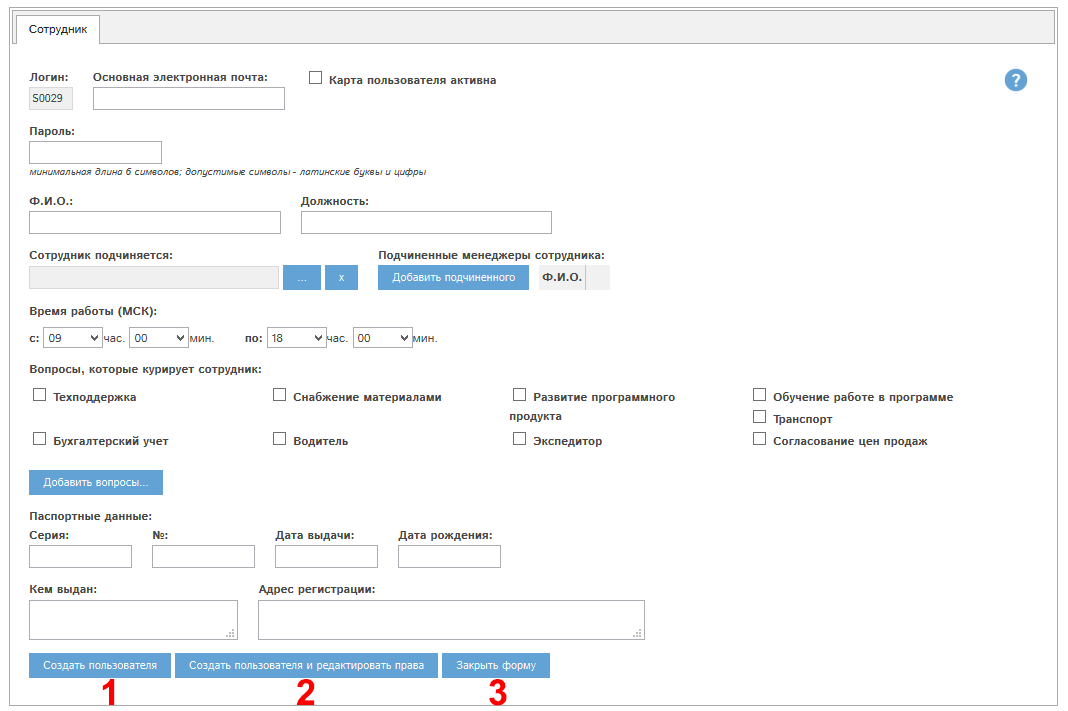 Сотрудник
Логин: Основная электронная почта: Карта пользователя активна
?
S0029
Пароль:
минимальная длина 6 символов; допустимые символы - латинские буквы и цифры
Ф.И.О.: Должность:
Сотрудник подчиняется: Подчиненные менеджеры сотрудника:
... x Добавить подчиненного Ф.И.О.
Время работы (МСК):
с: 09 час. 00 мин. по: 18 час. 00 мин.
Вопросы, которые курирует сотрудник:
Техподдержка Снабжение материалами Развитие программного Обучение работе в программе
продукта Транспорт
Бухгалтерский учет Водитель Экспедитор Согласование цен продаж
Добавить вопросы...
Паспортные данные:
Серия: №: Дата выдачи: Дата рождения:
Кем выдан: Адрес регистрации:
Создать пользователя Создать пользователя и редактировать права Закрыть форму
1 2 3